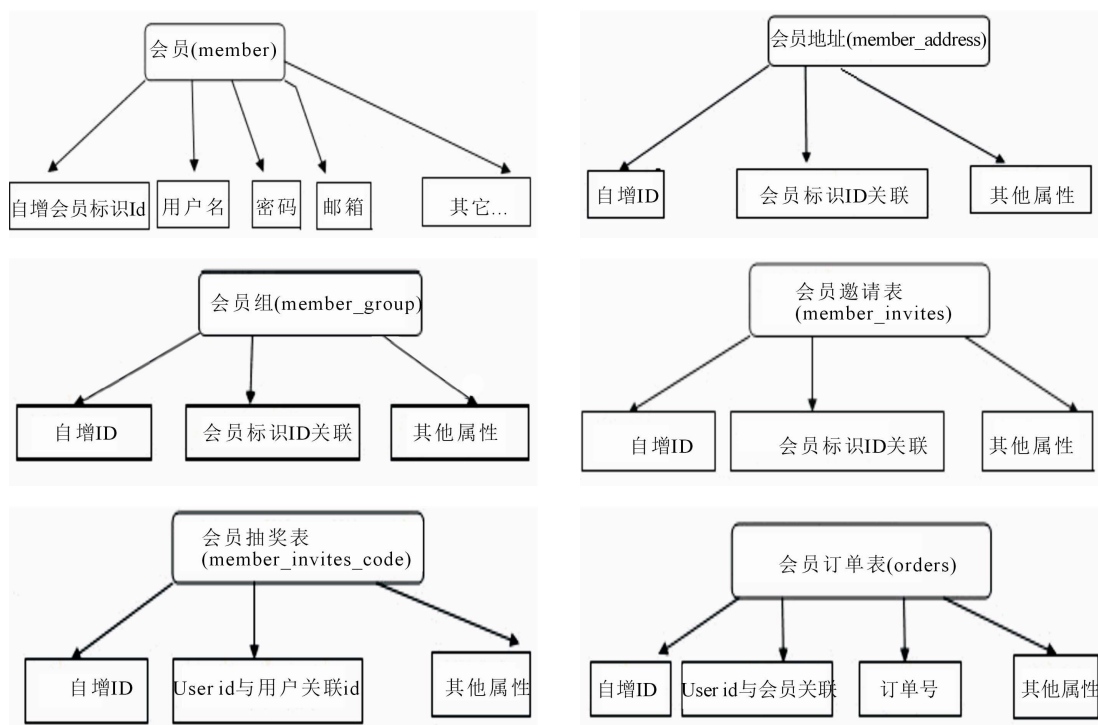 会员(member)
自增会员标识Id
用户名
密码
邮箱
其它...
会员地址(member_address)
自增ID
会员标识ID关联
其他属性
会员组(member_group)
自增ID
会员标识ID关联
其他属性
会员邀请表
(member_invites)
自增ID
会员标识ID关联
其他属性
会员抽奖表
(member_invites_code)
自增ID
User id与用户关联id
其他属性
会员订单表(orders)
自增ID
User id与会员关联
订单号
其他属性